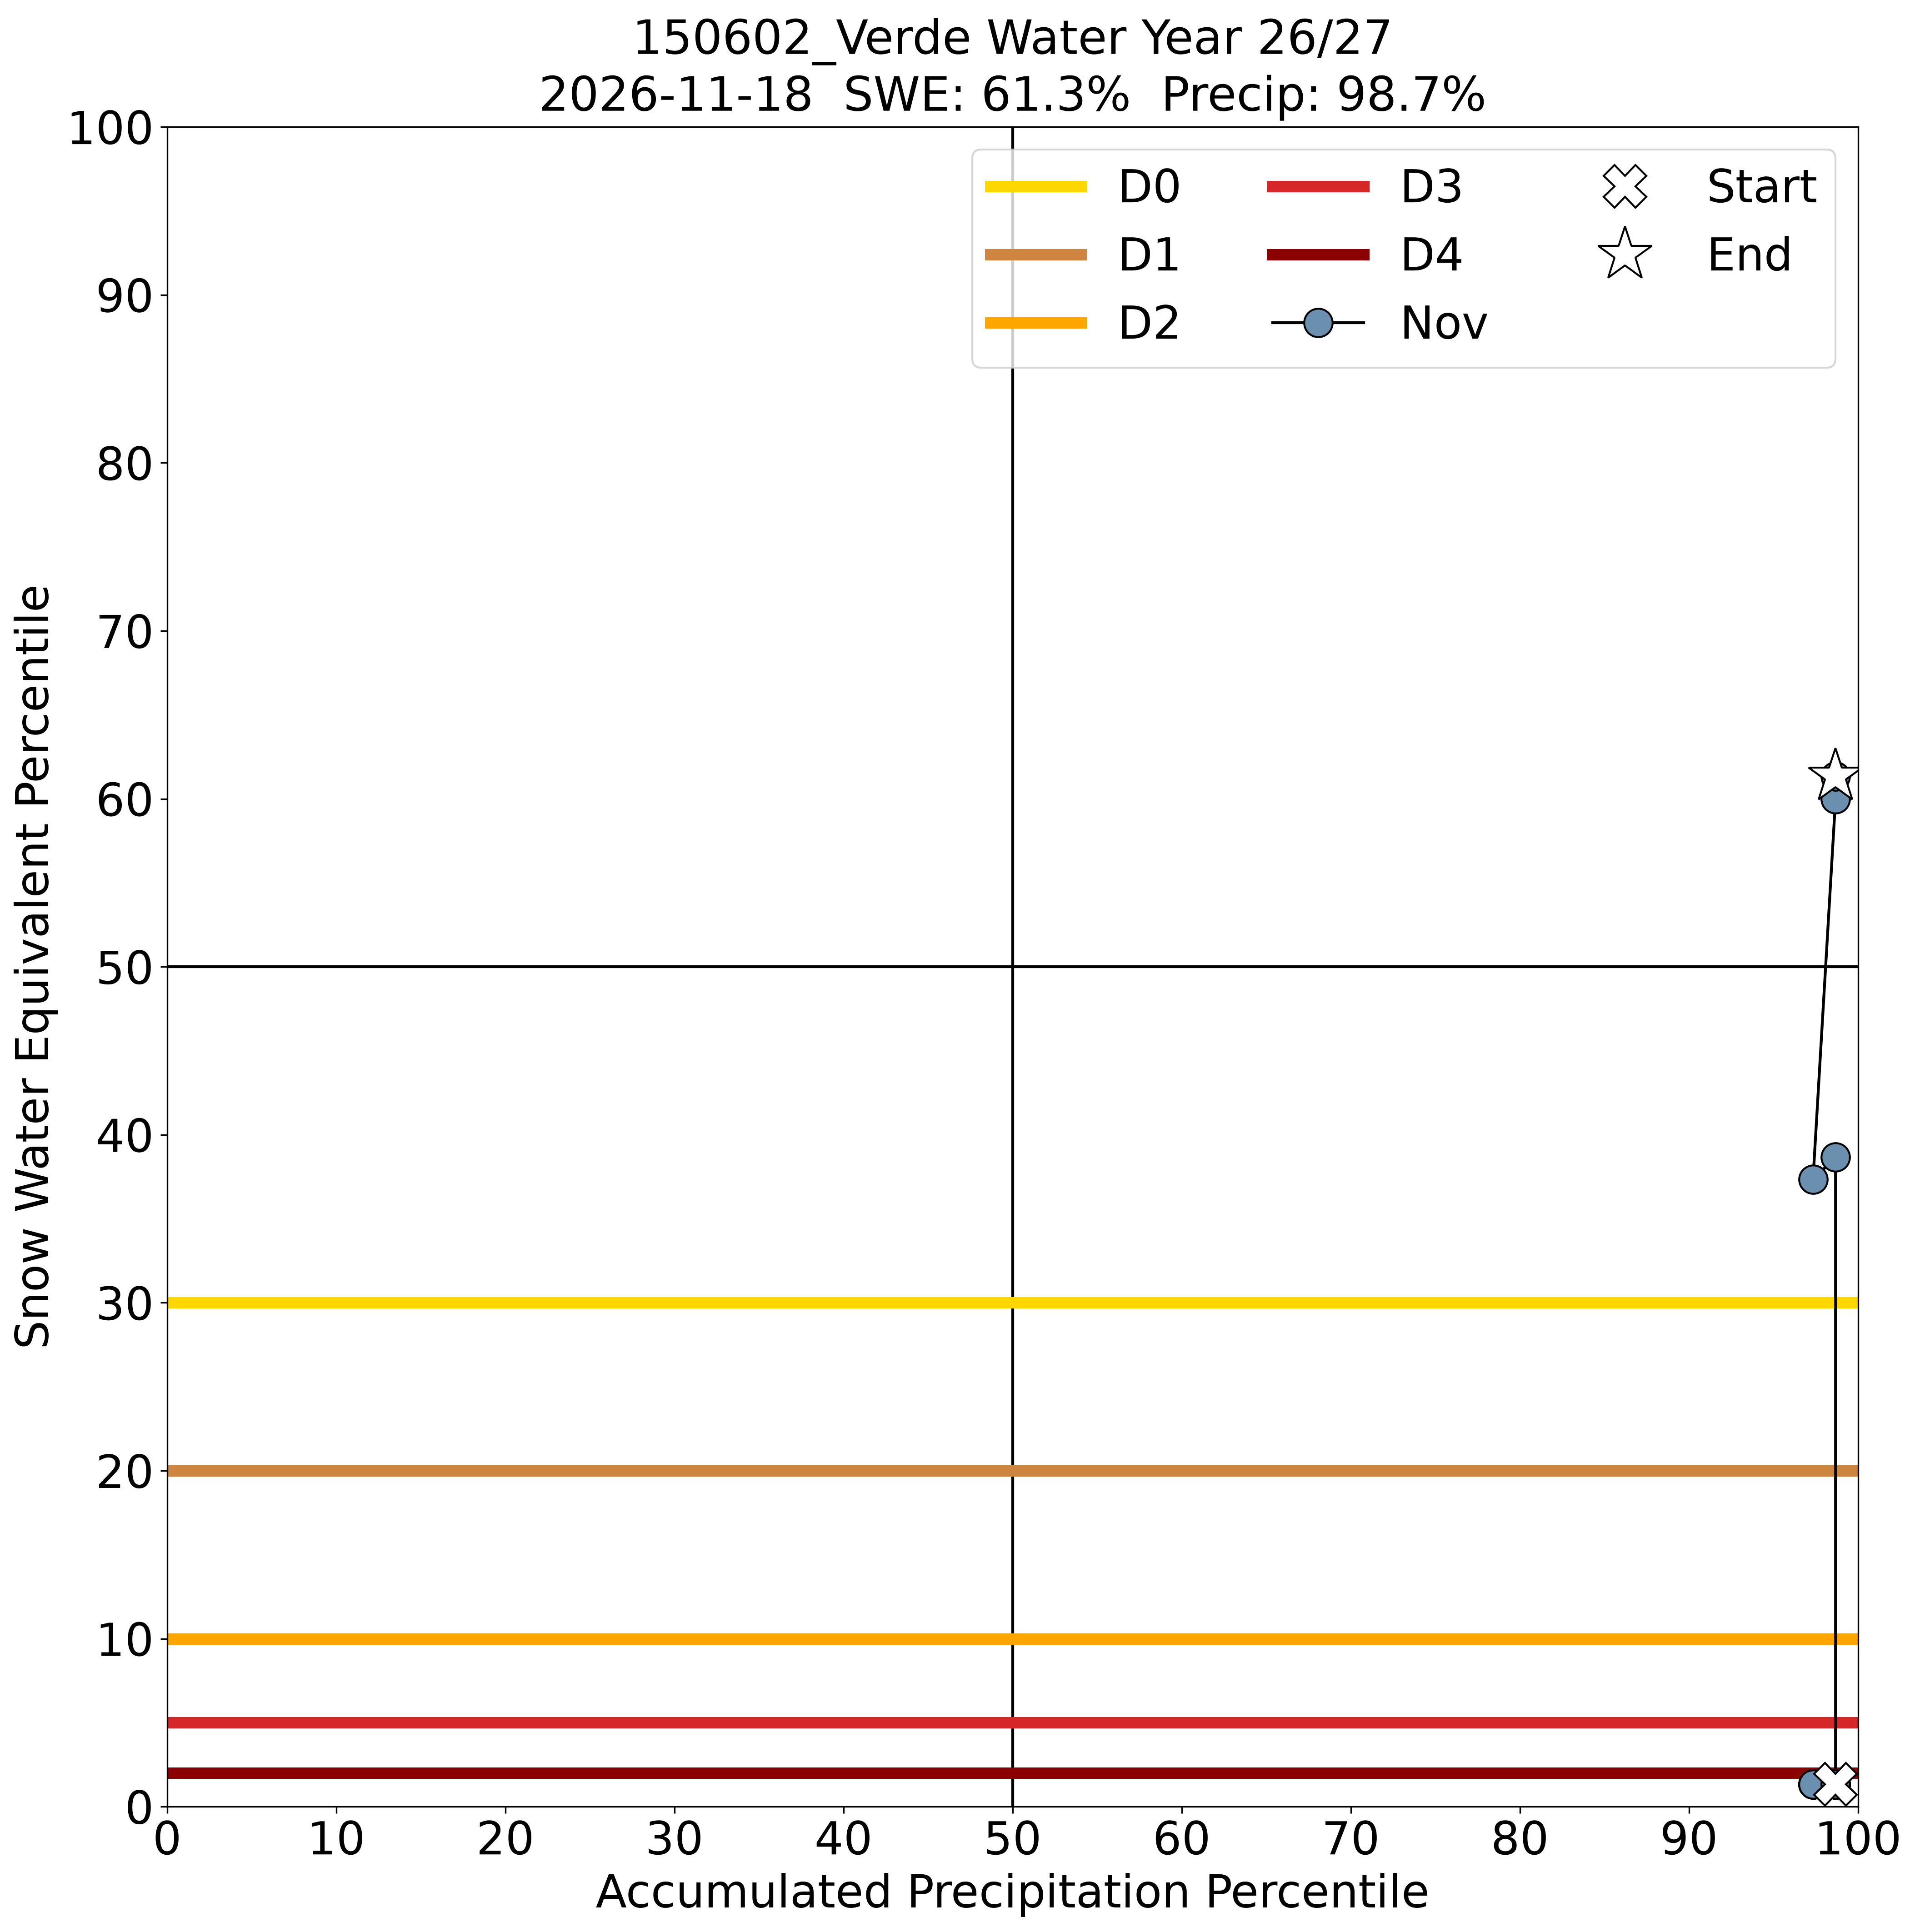 150602_Verde Water Year 26/27
2026-11-18  SWE: 61.3%  Precip: 98.7%
D0
D1
D2
D3
D4
Nov
Start
End
Snow Water Equivalent Percentile
100
90
80
70
60
50
40
30
20
10
0
0 10 20 30 40 50 60 70 80 90 100
Accumulated Precipitation Percentile